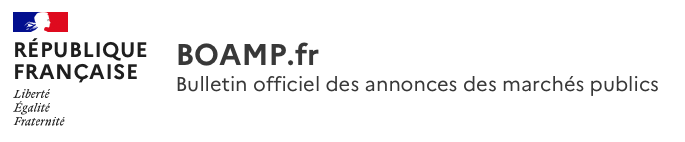 RÉPUBLIQUE
FRANÇAISE
Liberté
Égalité
Fraternité
BOAMP.fr
Bulletin officiel des annonces des marchés publics